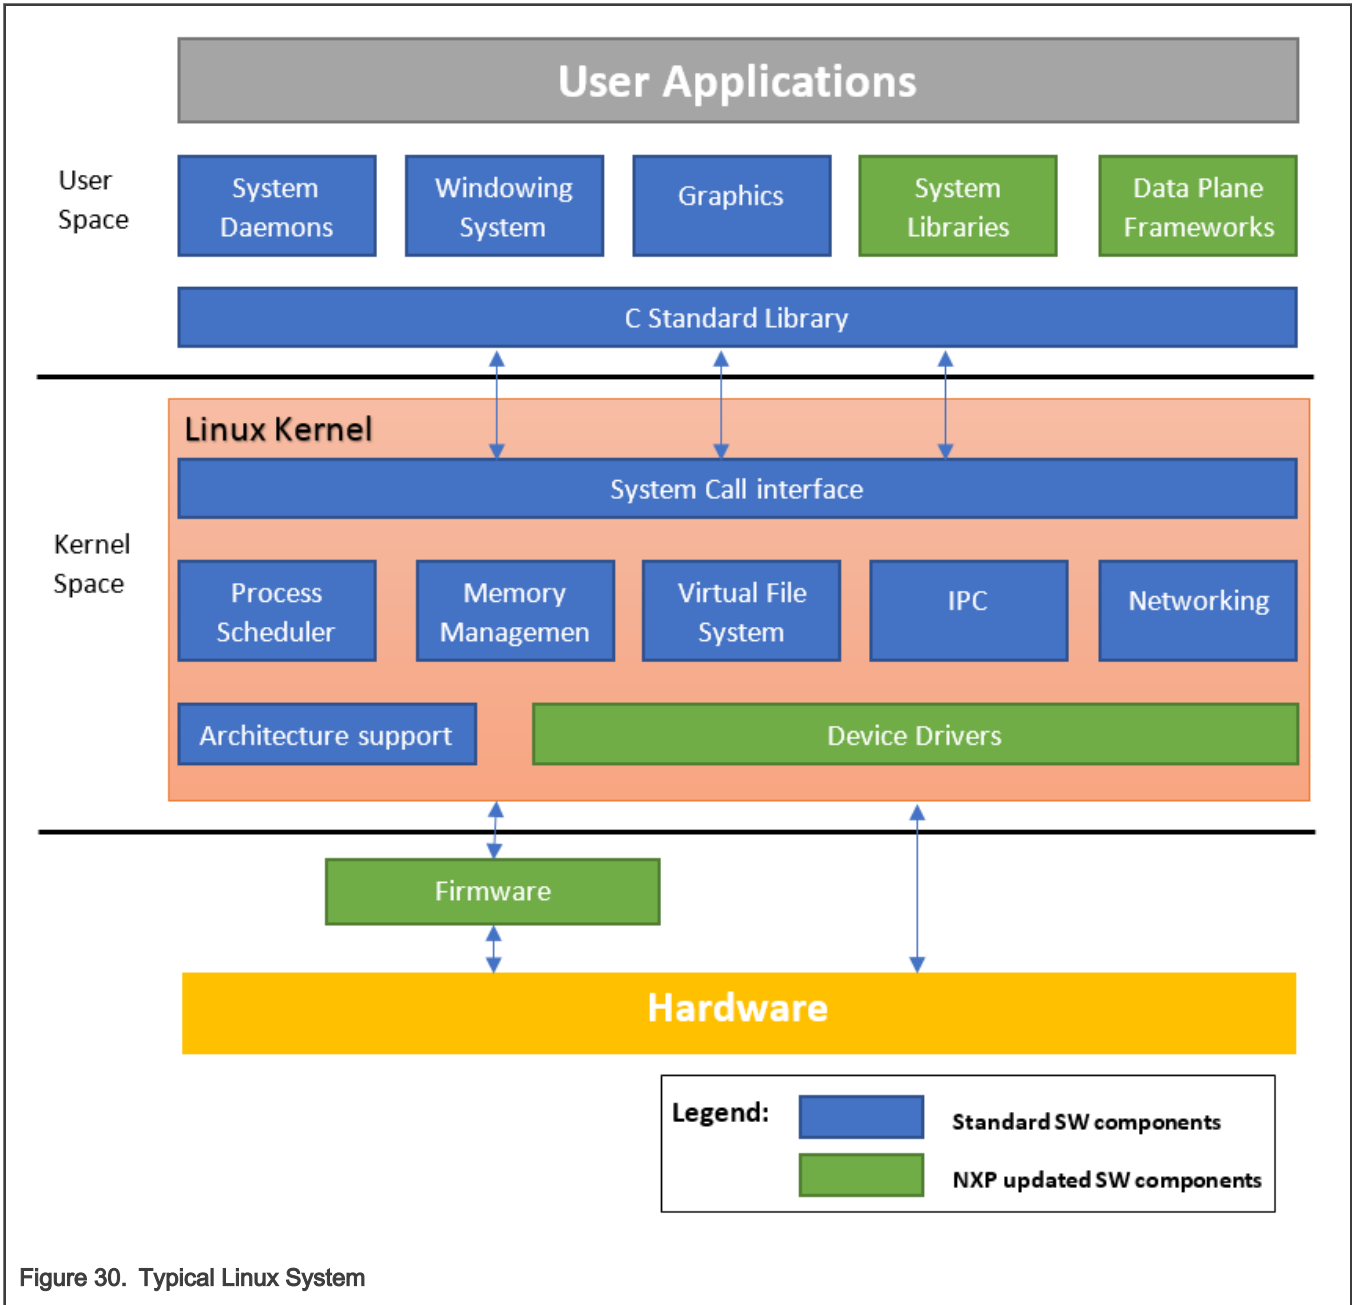 User Applications
User
Space
System
Daemons
Windowing
System
Graphics
System
Libraries
Data Plane
Frameworks
C Standard Library
Linux Kernel
System Call interface
Kernel
Space
Process
Scheduler
Memory
Managemen
Virtual File
System
IPC
Networking
Architecture support
Device Drivers
Firmware
Hardware
Legend:
Standard SW components
NXP updated SW components
Figure 30. Typical Linux System